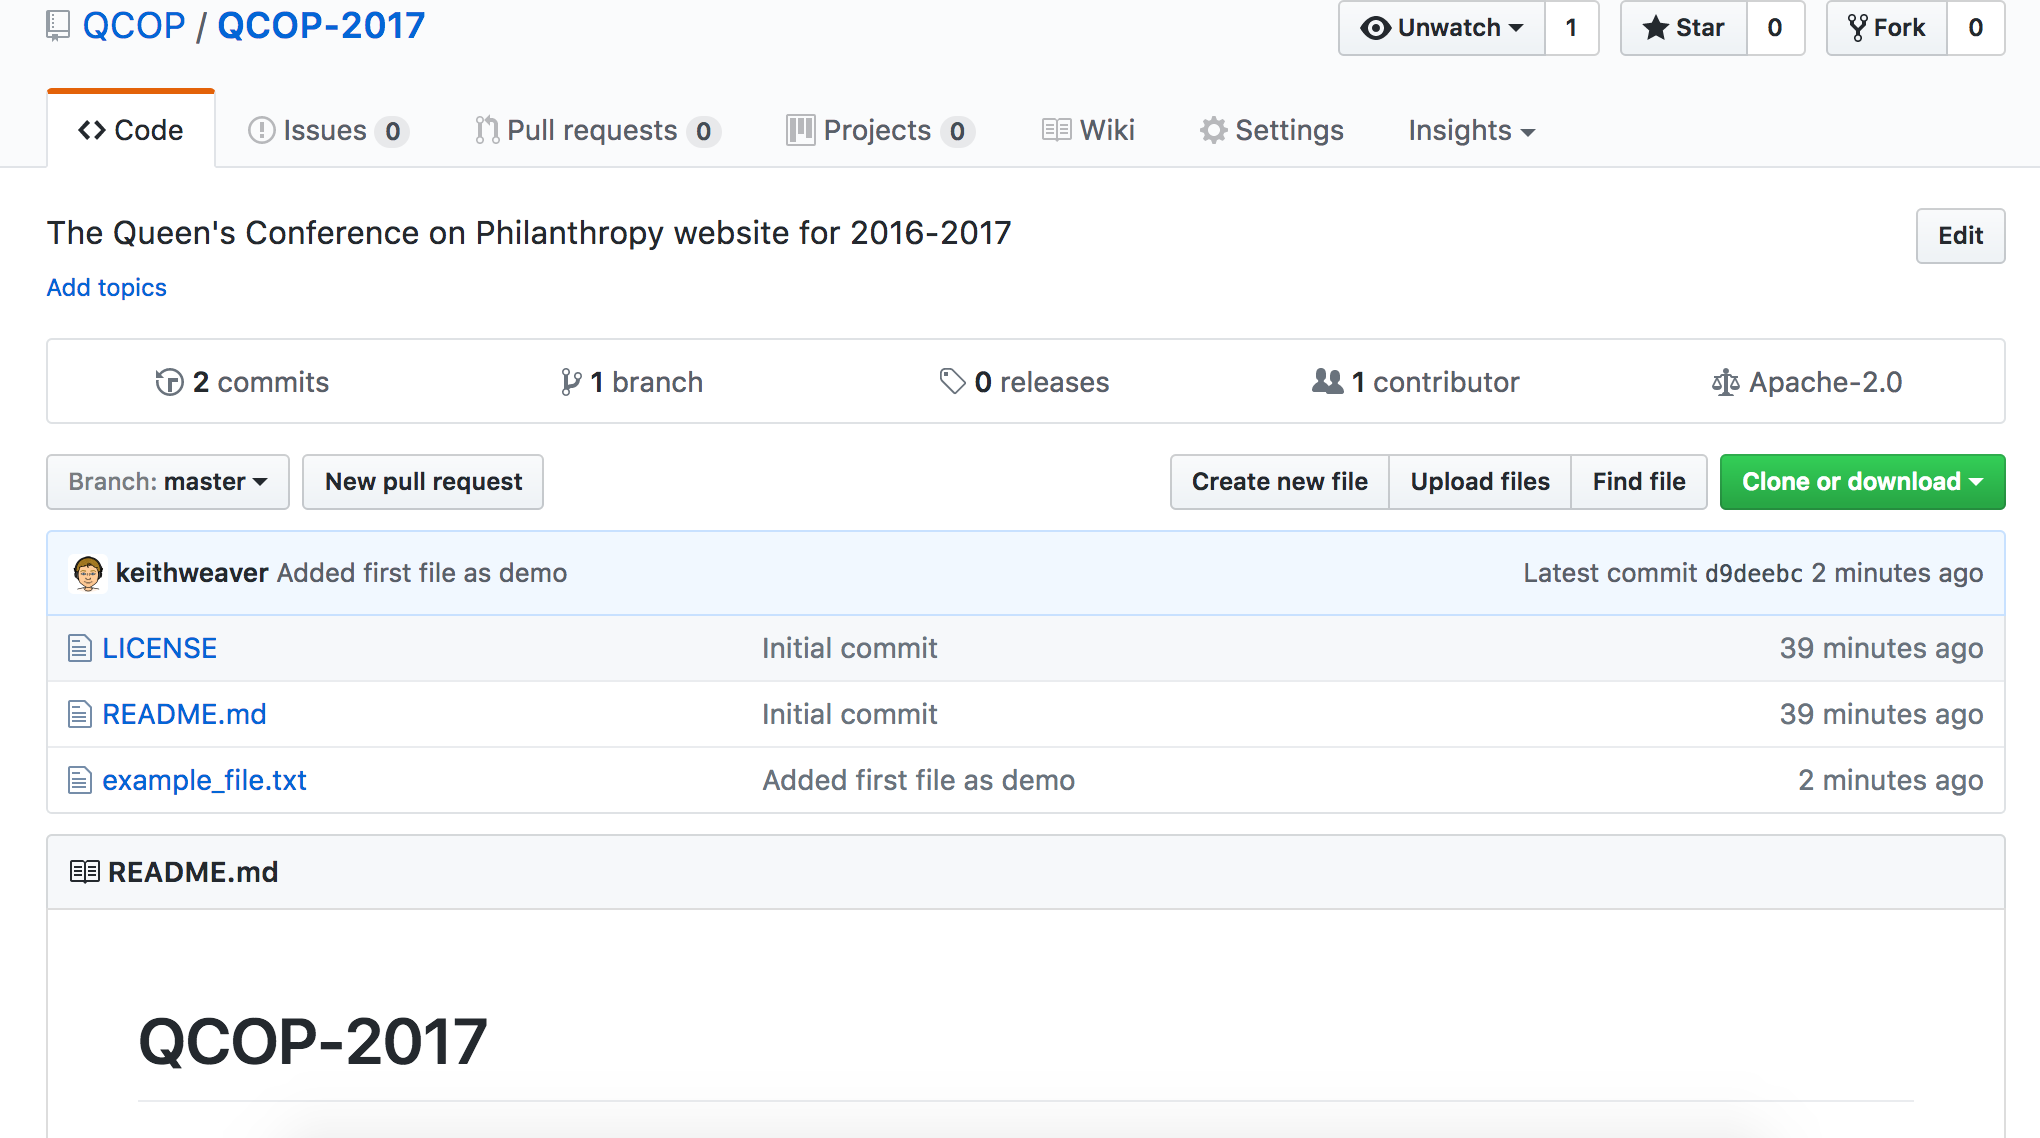 QCOP / QCOP-2017
Unwatch 1 Star 0 Fork 0
Code Issues 0 Pull requests 0 Projects 0 Wiki Settings Insights
The Queen's Conference on Philanthropy website for 2016-2017
Edit
Add topics
2 commits 1 branch 0 releases 1 contributor Apache-2.0
Branch: master New pull request Create new file Upload files Find file Clone or download
keithweaver Added first file as demo Latest commit d9deebc 2 minutes ago
LICENSE Initial commit 39 minutes ago
README.md Initial commit 39 minutes ago
example_file.txt Added first file as demo 2 minutes ago
README.md
QCOP-2017